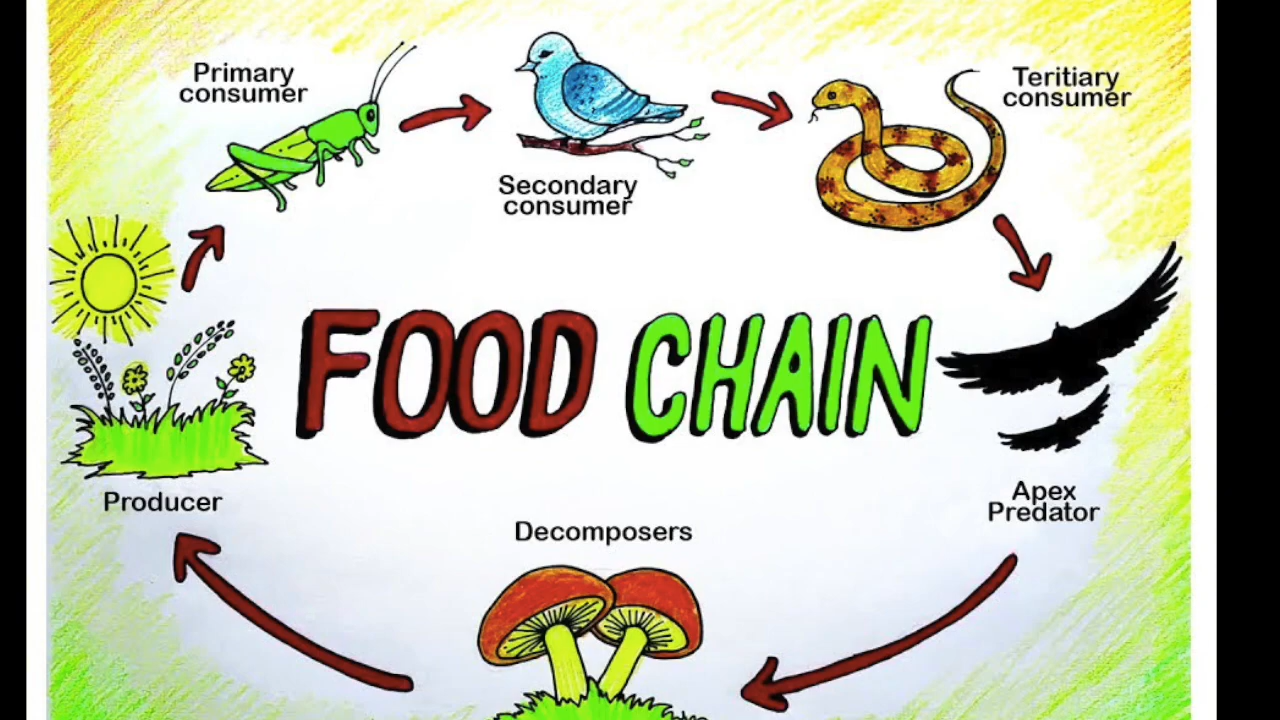 Primary
consumer
Secondary
consumer
Teritiary
consumer
FOOD CHAIN
Producer
Apex
Predator
Decomposers